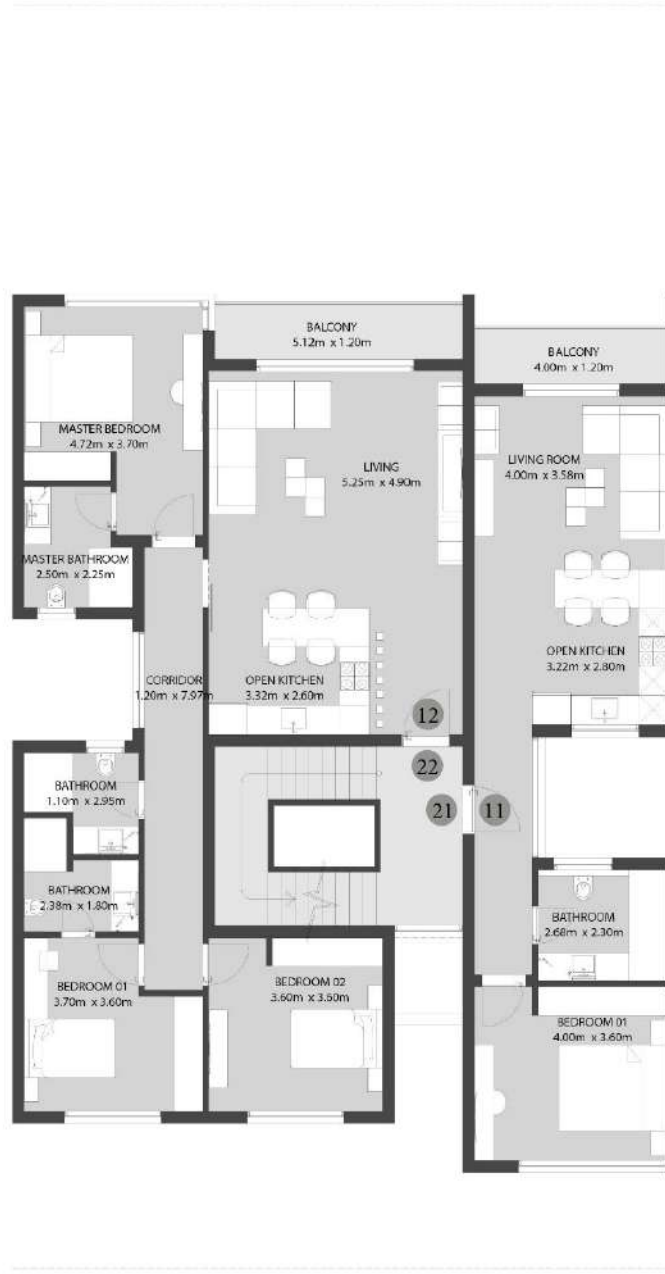 BALCONY
5.12m x 1.20m
BALCONY
4.00m x 1.20m
MASTER BEDROOM
4.72m x 3.70m
LIVING
5.25m x 4.90m
LIVING ROOM
4.00m x 3.58m
MASTER BATHROOM
2.50m x 2.25m
CORRIDOR
1.20m x 7.97m
OPEN KITCHEN
3.32m x 2.60m
OPEN KITCHEN
3.22m x 2.80m
12
22
21
11
BATHROOM
1.10m x 2.95m
BATHROOM
2.38m x 1.80m
BATHROOM
2.68m x 2.30m
BEDROOM 01
3.70m x 3.60m
BEDROOM 02
3.60m x 3.60m
BEDROOM 01
4.00m x 3.60m